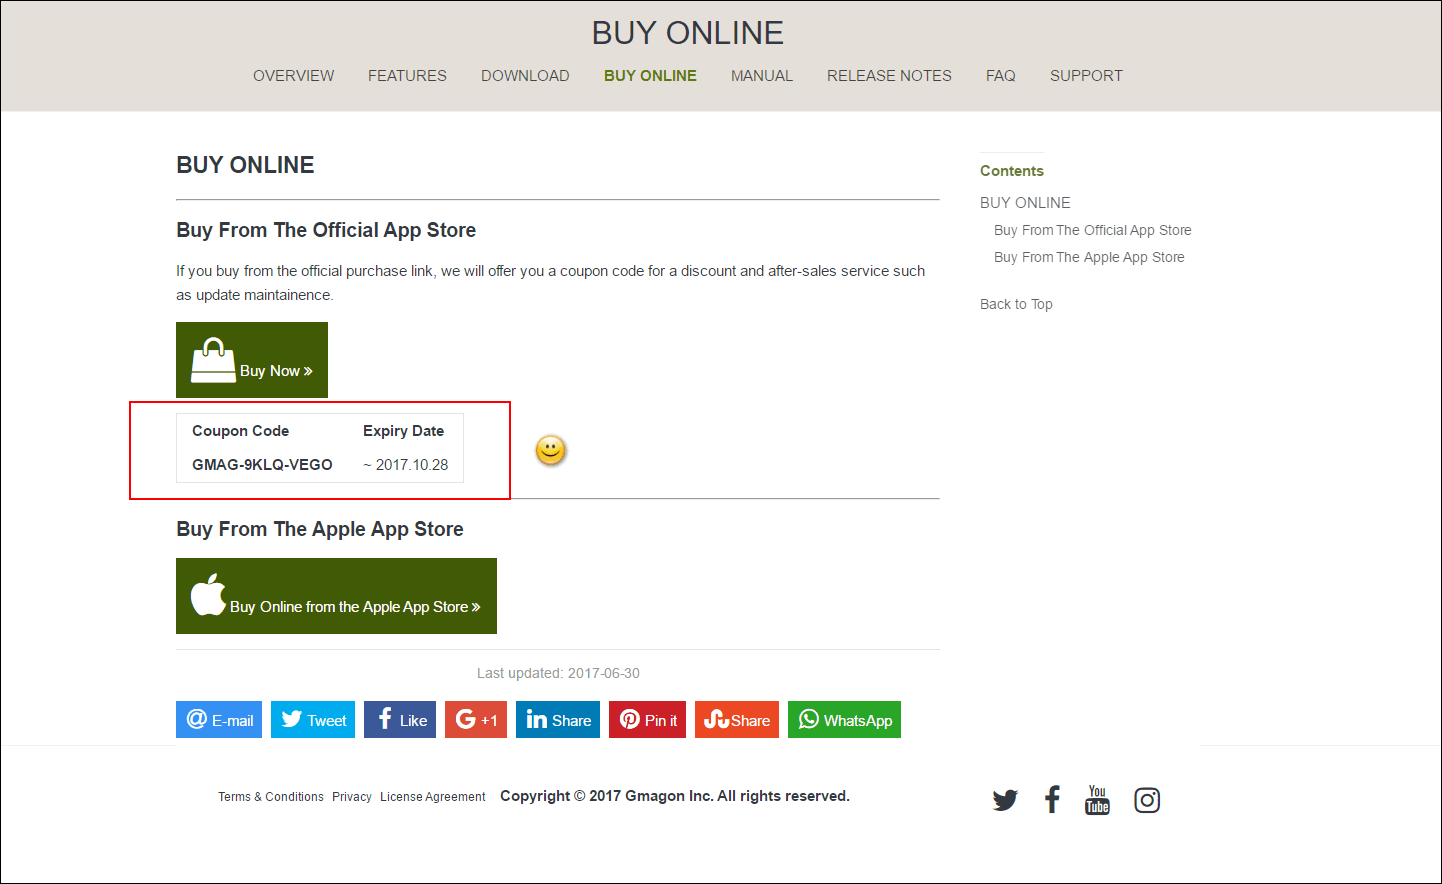 BUY ONLINE
OVERVIEW FEATURES DOWNLOAD BUY ONLINE MANUAL RELEASE NOTES FAQ SUPPORT
BUY ONLINE
Buy From The Official App Store
If you buy from the official purchase link, we will offer you a coupon code for a discount and after-sales service such
as update maintainence.
Buy Now »
Coupon Code Expiry Date
GMAG-9KLQ-VEGO ~ 2017.10.28
Buy From The Apple App Store
Buy Online from the Apple App Store »
Last updated: 2017-06-30
E-mail Tweet Like +1 Share Pin it Share WhatsApp
Contents
BUY ONLINE
Buy From The Official App Store
Buy From The Apple App Store
Back to Top
Terms & Conditions Privacy License Agreement Copyright © 2017 Gmagon Inc. All rights reserved.
You
Tube